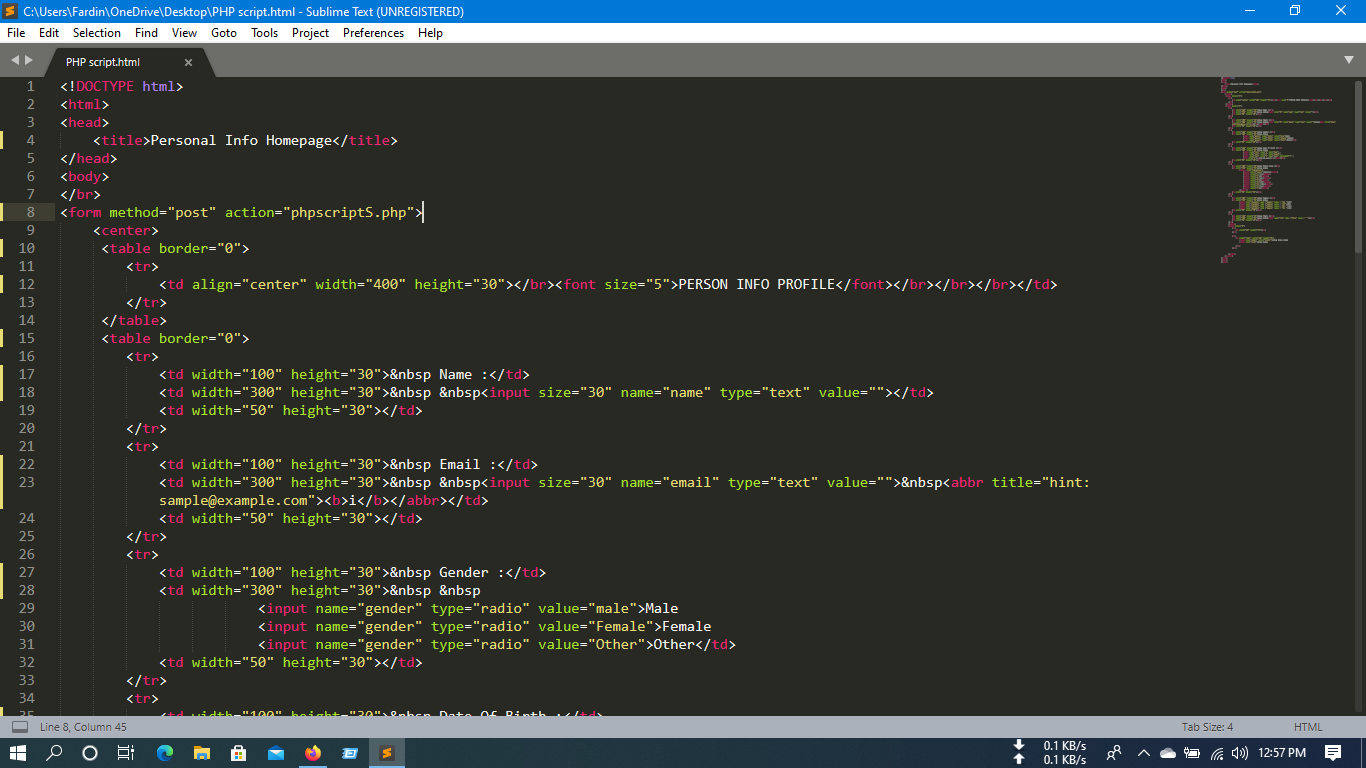 C:\Users\Fardin\OneDrive\Desktop\PHP script.html - Sublime Text (UNREGISTERED)
File Edit Selection Find View Goto Tools Project Preferences Help
PHP script.html
1 <!DOCTYPE html>
2 <html>
3 <head>
4 <title>Personal Info Homepage</title>
5 </head>
6 <body>
7 </br>
8 <form method="post" action="phpscriptS.php">
9 <center>
10 <table border="0">
11 <tr>
12 <td align="center" width="400" height="30"></br><font size="5">PERSON INFO PROFILE</font></br></br></br></td>
13 </tr>
14 </table>
15 <table border="0">
16 <tr>
17 <td width="100" height="30">&nbsp Name :</td>
18 <td width="300" height="30">&nbsp &nbsp<input size="30" name="name" type="text" value=""></td>
19 <td width="50" height="30"></td>
20 </tr>
21 <tr>
22 <td width="100" height="30">&nbsp Email :</td>
23 <td width="300" height="30">&nbsp &nbsp<input size="30" name="email" type="text" value="">&nbsp<abbr title="hint:
sample@example.com"><b>i</b></abbr></td>
24 <td width="50" height="30"></td>
25 </tr>
26 <tr>
27 <td width="100" height="30">&nbsp Gender :</td>
28 <td width="300" height="30">&nbsp &nbsp
29 <input name="gender" type="radio" value="male">Male
30 <input name="gender" type="radio" value="Female">Female
31 <input name="gender" type="radio" value="Other">Other</td>
32 <td width="50" height="30"></td>
33 </tr>
34 <tr>
35 <td width="100" height="30">&nbsp Date Of Birth :</td>
Line 8, Column 45 Tab Size: 4 HTML
0.1 KB/s
0.1 KB/s
12:57 PM